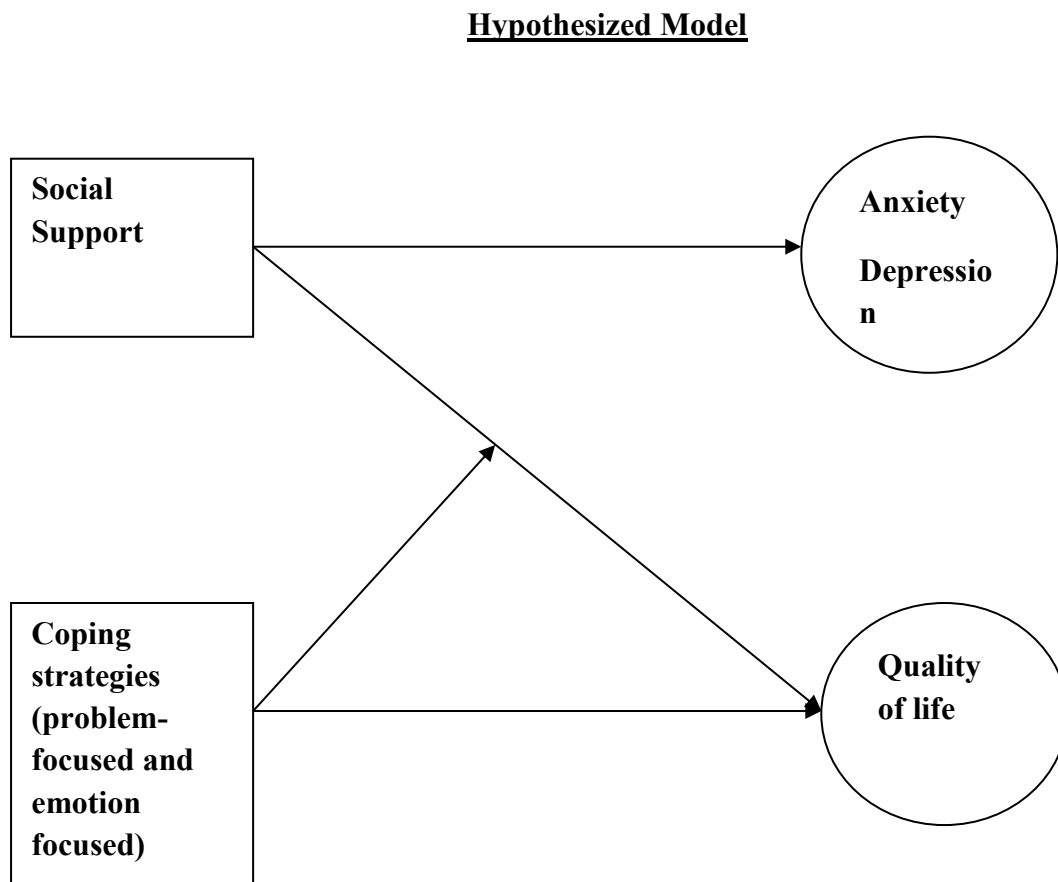 Hypothesized Model
Social
Support
Anxiety
Depressio
n
Coping
strategies
(problem-
focused and
emotion
focused)
Quality
of life